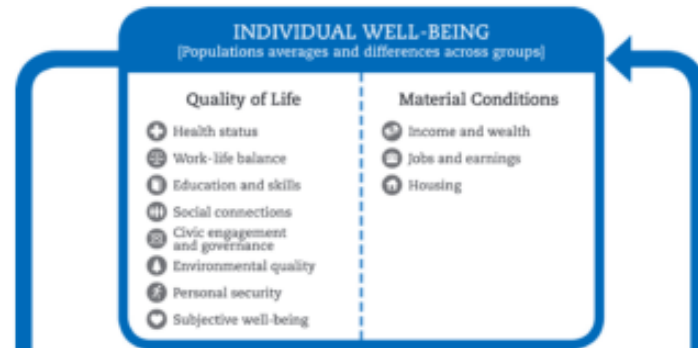 INDIVIDUAL WELL-BEING
[Populations averages and differences across groups]
Quality of Life
Health status
Work-life balance
Education and skills
Social connections
Civic engagement
and governance
Environmental quality
Personal security
Subjective well-being
Material Conditions
Income and wealth
Jobs and earnings
Housing